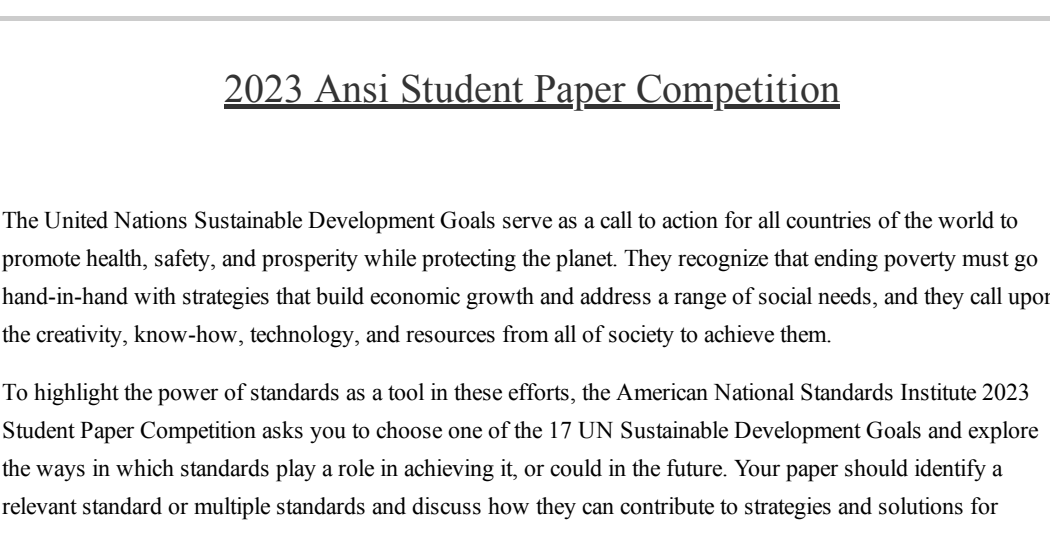 2023 Ansi Student Paper Competition
The United Nations Sustainable Development Goals serve as a call to action for all countries of the world to
promote health, safety, and prosperity while protecting the planet. They recognize that ending poverty must go
hand-in-hand with strategies that build economic growth and address a range of social needs, and they call upon
the creativity, know-how, technology, and resources from all of society to achieve them.
To highlight the power of standards as a tool in these efforts, the American National Standards Institute 2023
Student Paper Competition asks you to choose one of the 17 UN Sustainable Development Goals and explore
the ways in which standards play a role in achieving it, or could in the future. Your paper should identify a
relevant standard or multiple standards and discuss how they can contribute to strategies and solutions for